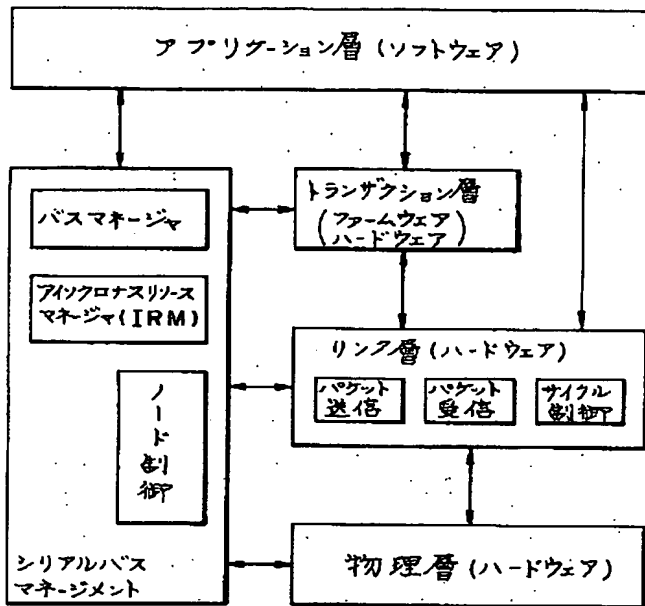 アプリケーション層(ソフトウェア)
バスマネージャ
アイソクロナスリソース
マネージャ(IRM)
ノード制御
シリアルバス
マネージメント
トランザクション層
(ファームウェア
ハードウェア)
リンク層(ハードウェア)
パケット
送信
パケット
受信
サイクル
制御
物理層(ハードウェア)